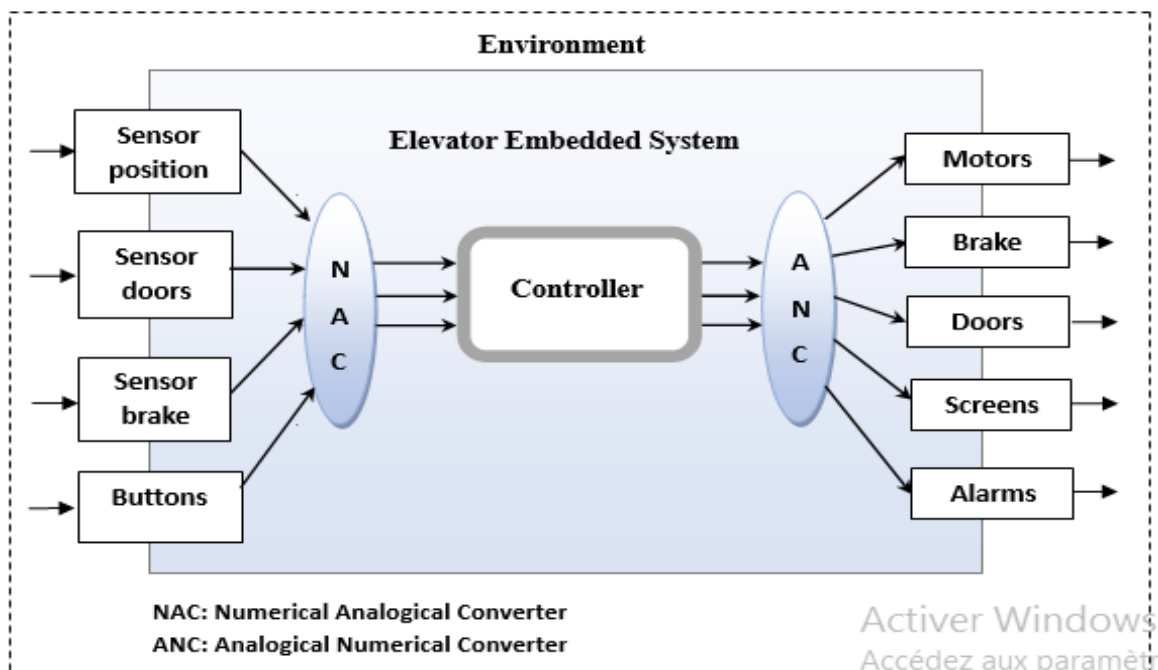 Environment
Elevator Embedded System
Sensor
position
Sensor
doors
Sensor
brake
Buttons
N
A
C
Controller
A
N
C
Motors
Brake
Doors
Screens
Alarms
NAC: Numerical Analogical Converter
ANC: Analogical Numerical Converter
Activer Windows
Accédez aux paramètr